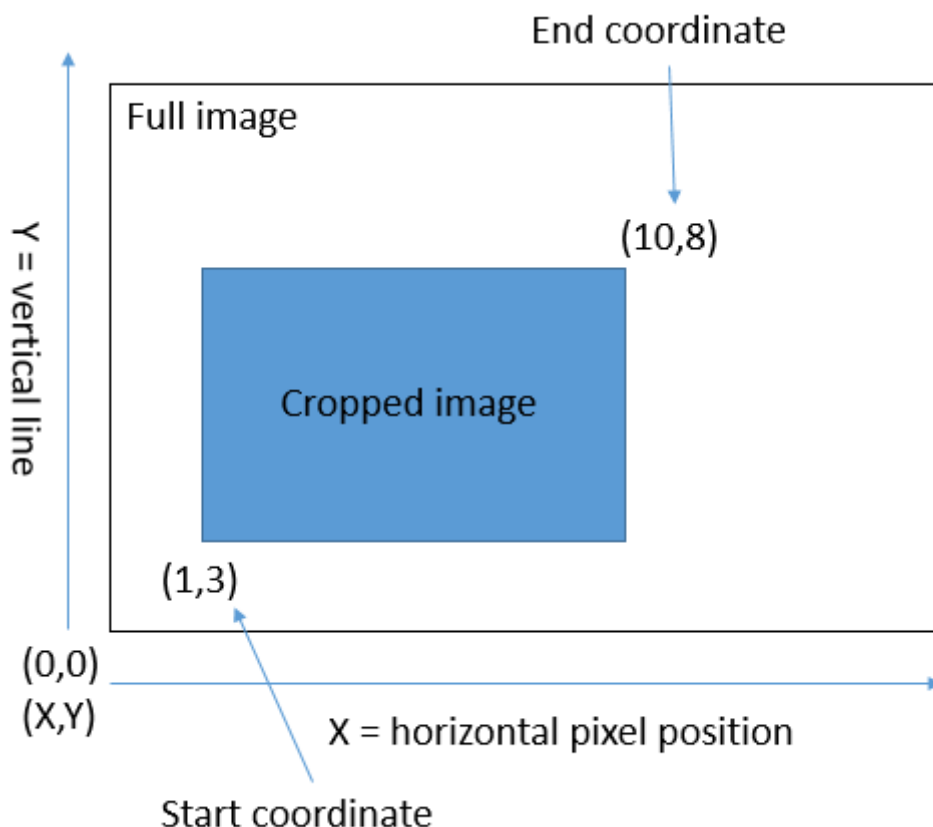 End coordinate
Full image
(10,8)
Y = vertical line
Cropped image
(1,3)
(0,0)
(X,Y)
X = horizontal pixel position
Start coordinate